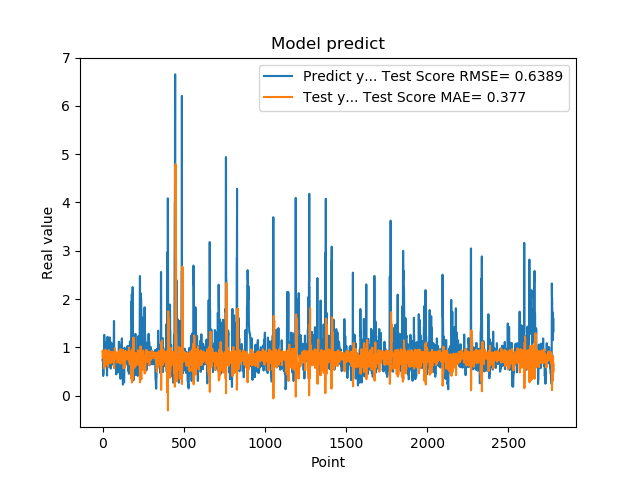 Model predict
Predict y... Test Score RMSE= 0.6389
Test y... Test Score MAE= 0.377
Real value
7
6
5
4
3
2
1
0
0 500 1000 1500 2000 2500
Point